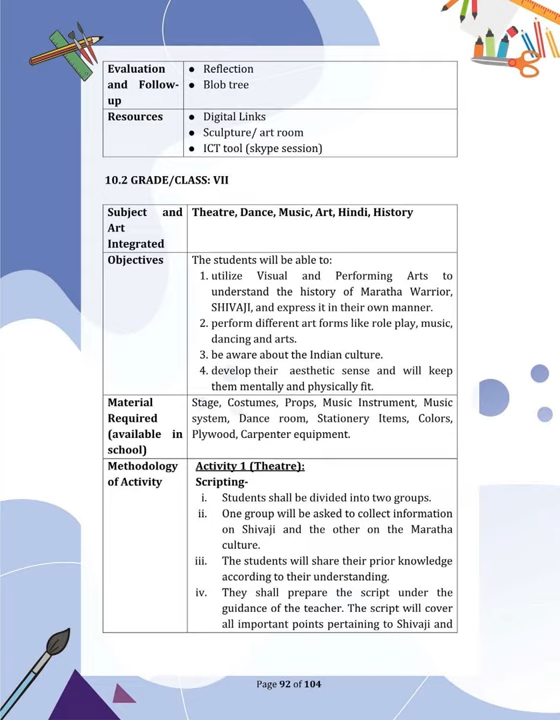 Evaluation
and Follow-
up
● Reflection
● Blob tree
Resources
● Digital Links
● Sculpture/ art room
● ICT tool (skype session)
10.2 GRADE/CLASS: VII
Subject and
Art
Integrated
Theatre, Dance, Music, Art, Hindi, History
Objectives
The students will be able to:
1. utilize Visual and Performing Arts to
understand the history of Maratha Warrior,
SHIVAJI, and express it in their own manner.
2. perform different art forms like role play, music,
dancing and arts.
3. be aware about the Indian culture.
4. develop their aesthetic sense and will keep
them mentally and physically fit.
Material
Required
(available in
school)
Stage, Costumes, Props, Music Instrument, Music
system, Dance room, Stationery Items, Colors,
Plywood, Carpenter equipment.
Methodology
of Activity
Activity 1 (Theatre):
Scripting-
i. Students shall be divided into two groups.
ii. One group will be asked to collect information
on Shivaji and the other on the Maratha
culture.
iii. The students will share their prior knowledge
according to their understanding.
iv. They shall prepare the script under the
guidance of the teacher. The script will cover
all important points pertaining to Shivaji and
Page 92 of 104